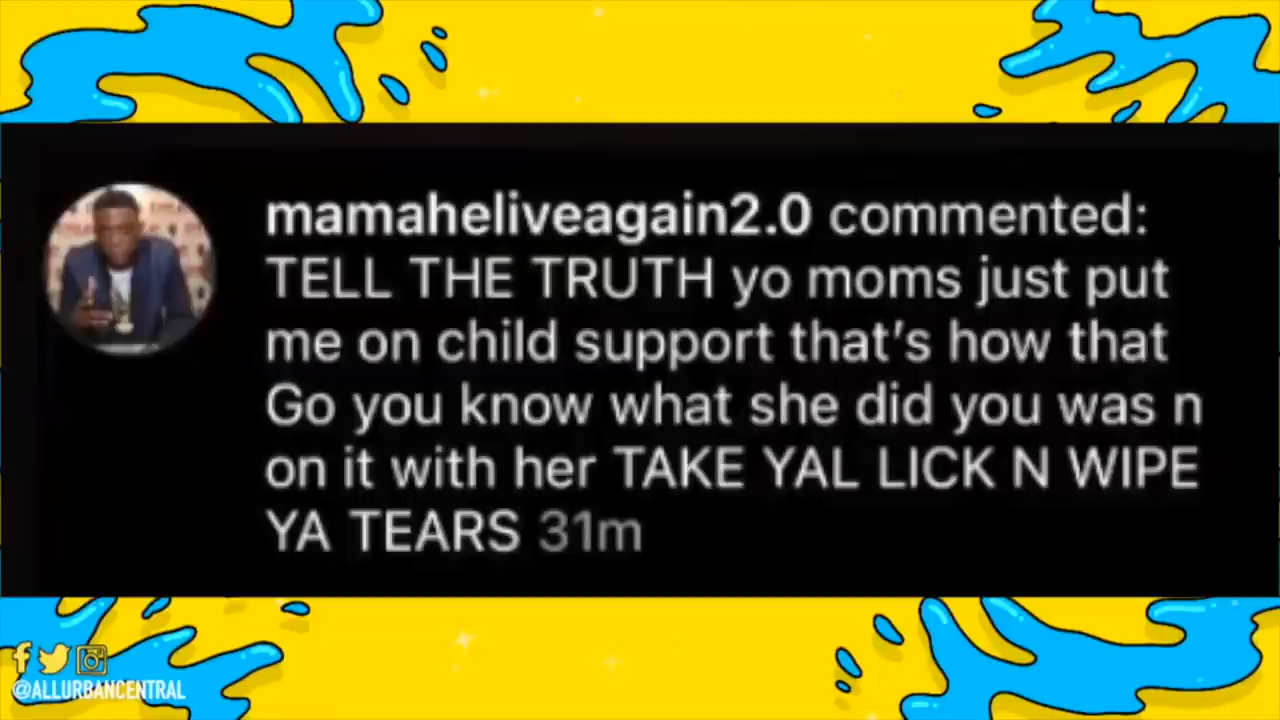 mamaheliveagain2.0 commented:
TELL THE TRUTH yo moms just put
me on child support that's how that
Go you know what she did you was n
on it with her TAKE YAL LICK N WIPE
YA TEARS 31m
@ALLURBANCENTRAL